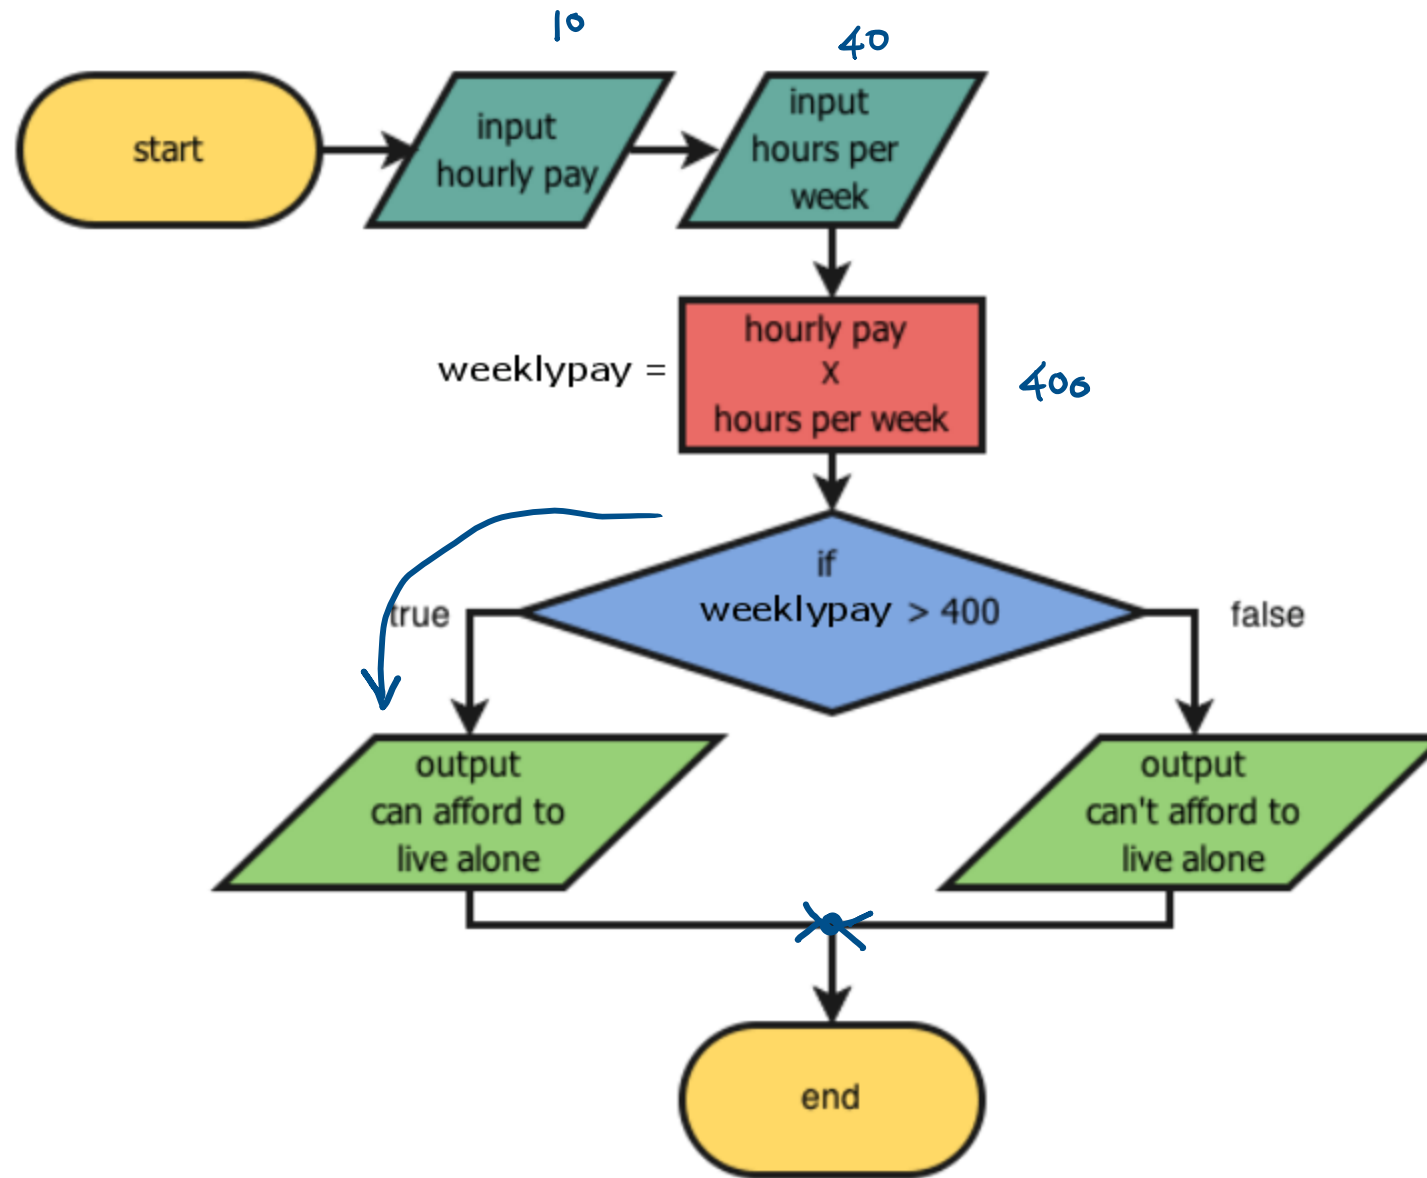 10
40
start
input
hourly pay
input
hours per
week
weeklypay =
hourly pay
X
hours per week
400
if
weeklypay > 400
true
false
output
can afford to
live alone
output
can't afford to
live alone
end